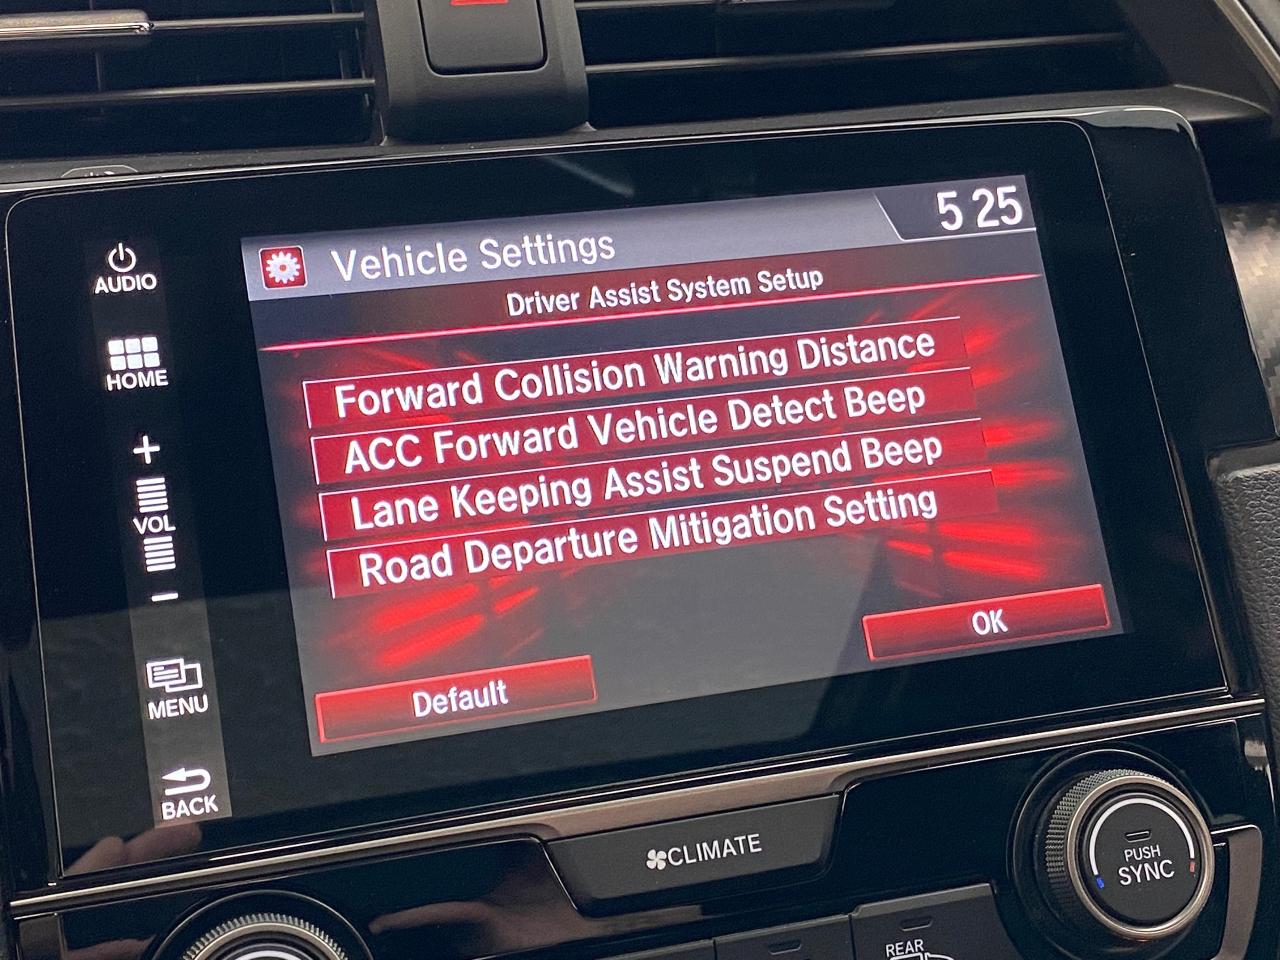 5 25
Vehicle Settings
Driver Assist System Setup
AUDIO
HOME
Forward Collision Warning Distance
ACC Forward Vehicle Detect Beep
Lane Keeping Assist Suspend Beep
Road Departure Mitigation Setting
+
VOL
-
OK
Default
MENU
BACK
CLIMATE
PUSH
SYNC
REAR